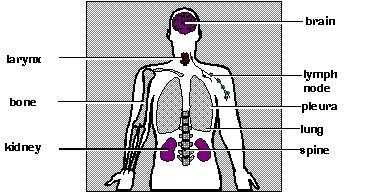 brain
larynx
lymph
node
bone
pleura
lung
kidney
spine